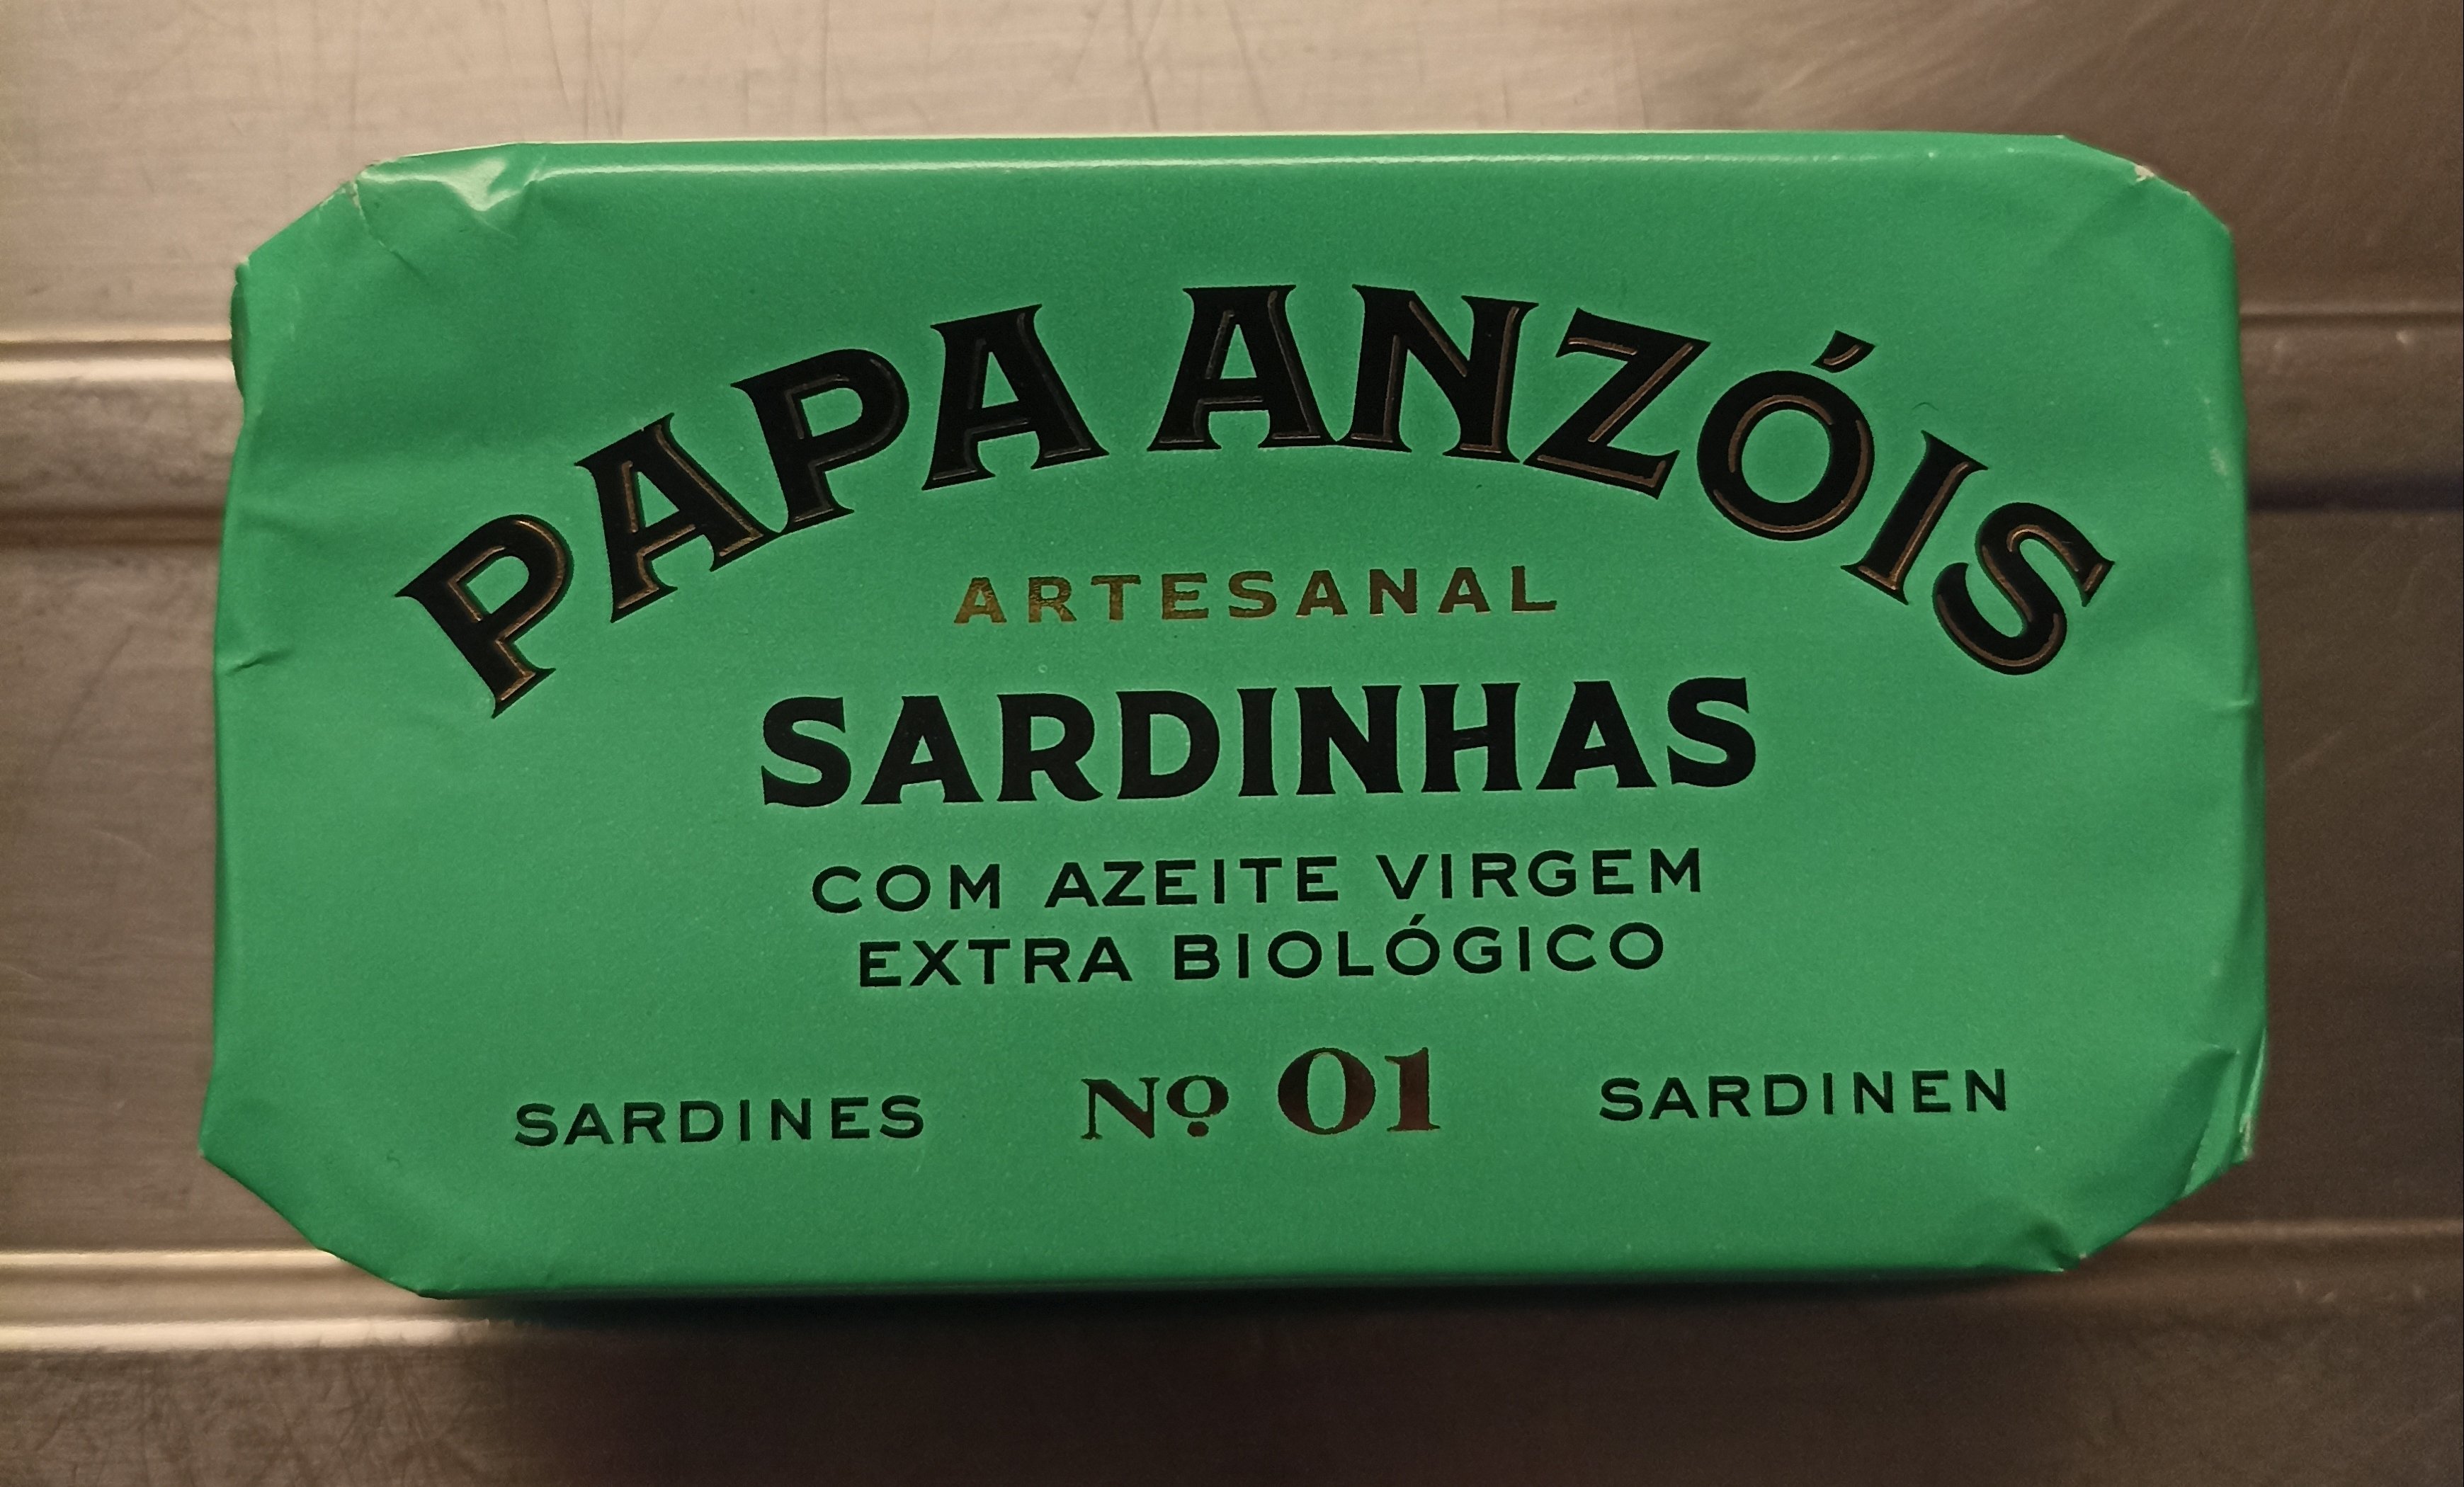 PAPA ANZÓIS
ARTESANAL
SARDINHAS
COM AZEITE VIRGEM
EXTRA BIOLÓGICO
SARDINES Nº 01 SARDINEN